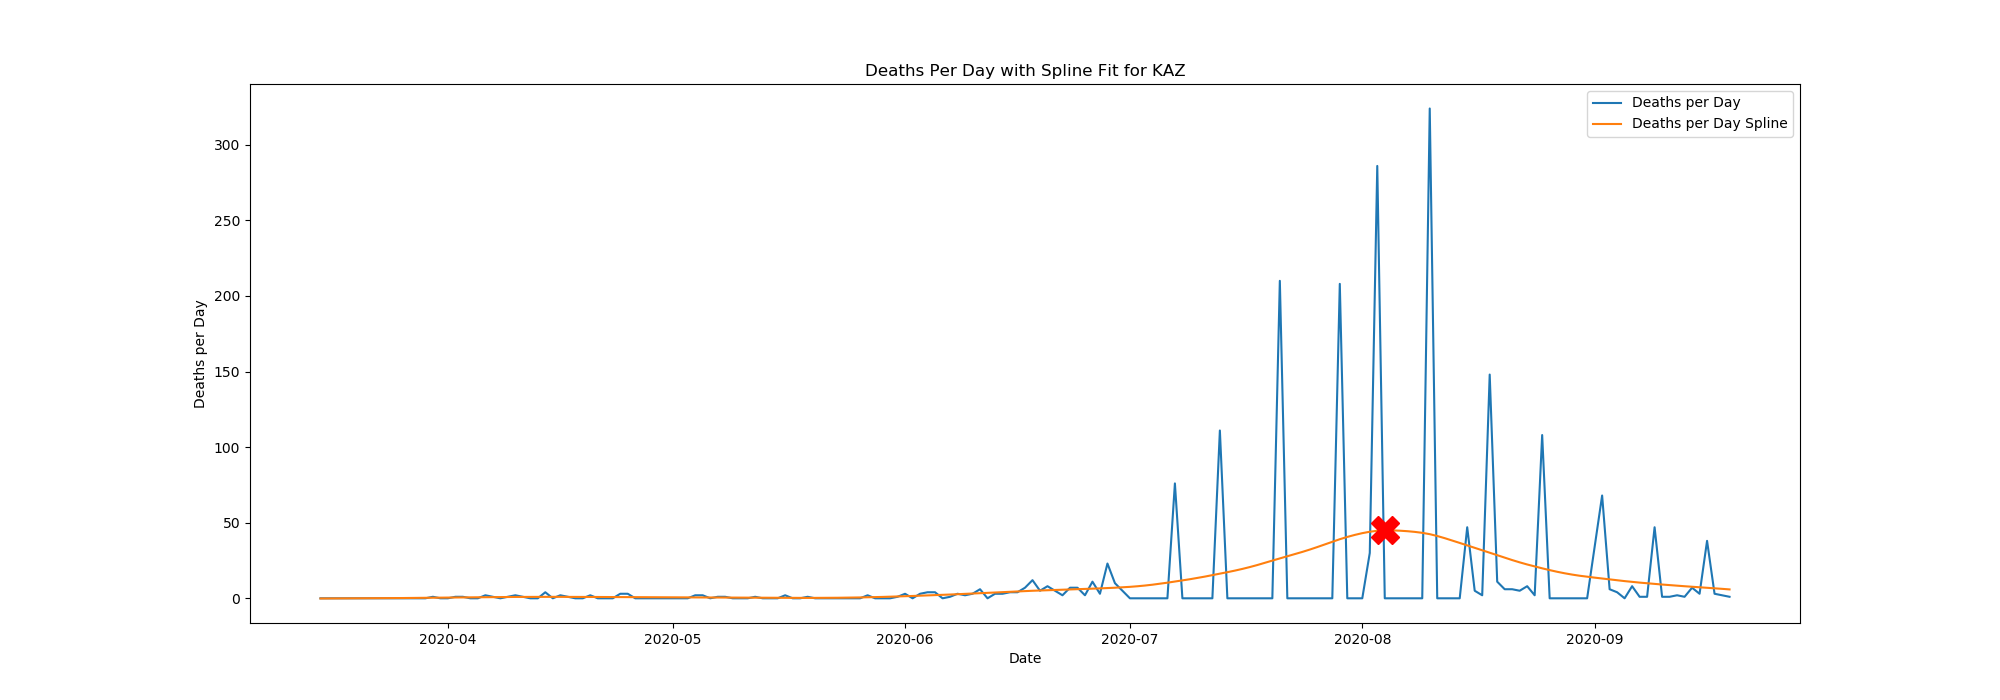 Deaths Per Day with Spline Fit for KAZ
Deaths per Day
Deaths per Day Spline
300
250
200
150
100
50
0
Deaths per Day
2020-04 2020-05 2020-06 2020-07 2020-08 2020-09
Date